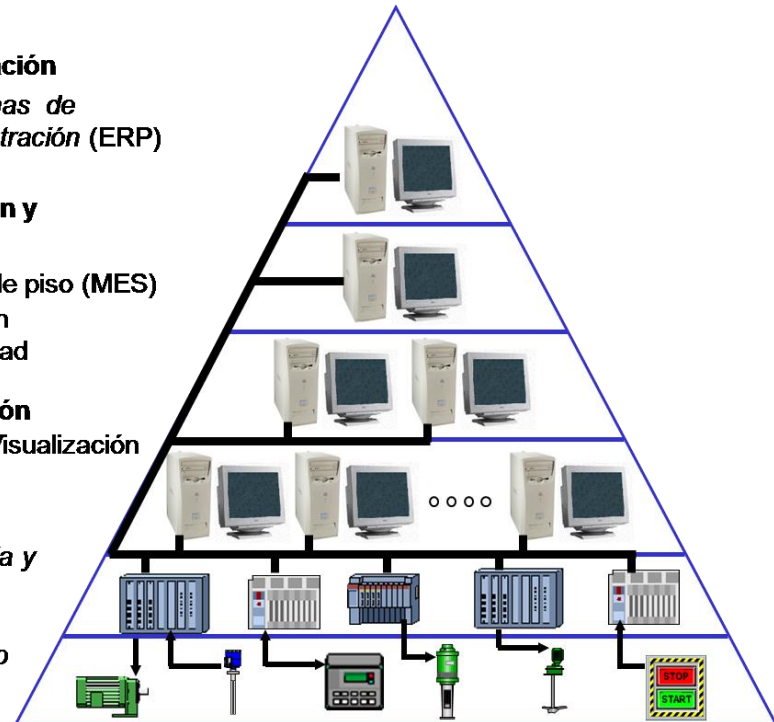 ación
as de
tración (ERP)
n y
de piso (MES)
n
ad
ón
Visualización
a y
o
STOP
START